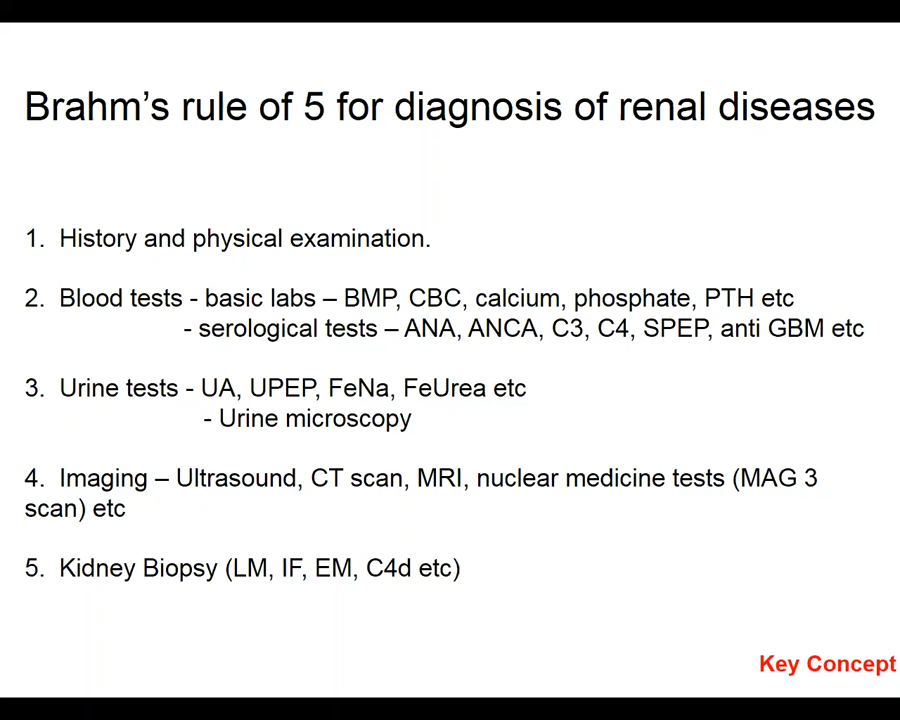 Brahm's rule of 5 for diagnosis of renal diseases
1. History and physical examination.
2. Blood tests - basic labs – BMP, CBC, calcium, phosphate, PTH etc
- serological tests – ANA, ANCA, C3, C4, SPEP, anti GBM etc
3. Urine tests - UA, UPEP, FeNa, FeUrea etc
- Urine microscopy
4. Imaging – Ultrasound, CT scan, MRI, nuclear medicine tests (MAG 3
scan) etc
5. Kidney Biopsy (LM, IF, EM, C4d etc)
Key Concept